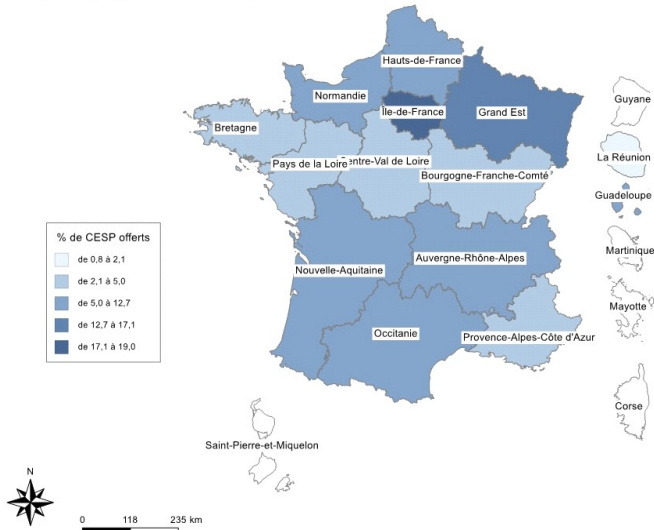 Hauts-de-France
Normandie
Île-de-France
Grand Est
Guyane
Bretagne
La Réunion
Pays de la Loire
entre-Val de Loire
Bourgogne-Franche-Comté
Guadeloupe
% de CESP offerts
de 0,8 à 2,1
de 2,1 à 5,0
de 5,0 à 12,7
de 12,7 à 17,1
de 17,1 à 19,0
Auvergne-Rhône-Alpes
Nouvelle-Aquitaine
Martinique
Mayotte
Occitanie
Provence-Alpes-Côte d'Azur
Corse
Saint-Pierre-et-Miquelon
N
0 118 235 km